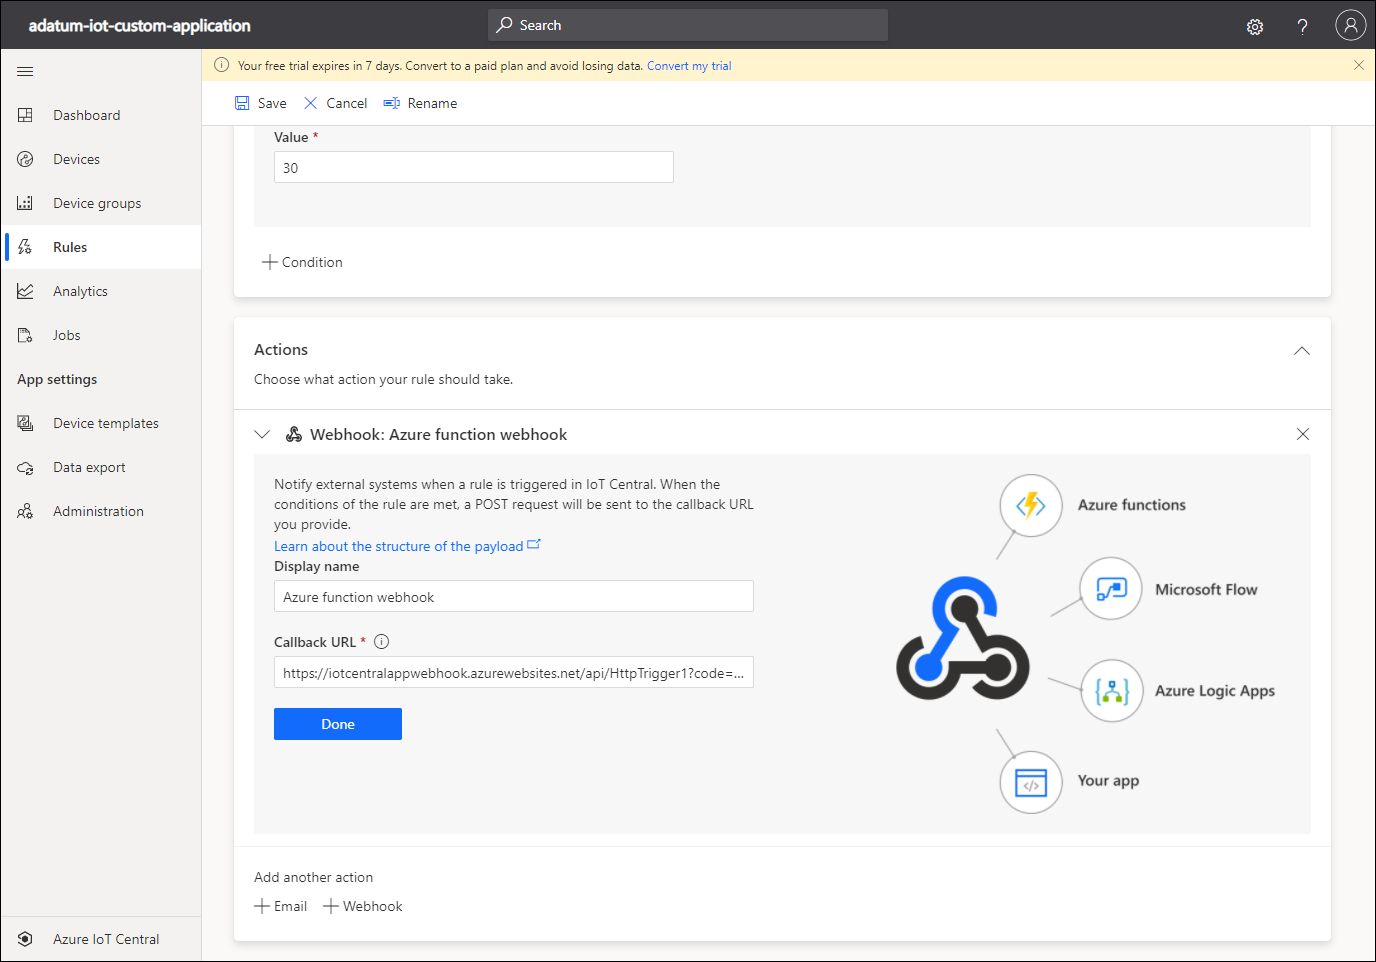 adatum-iot-custom-application
Search
Your free trial expires in 7 days. Convert to a paid plan and avoid losing data. Convert my trial
Save Cancel Rename
Dashboard
Devices
Device groups
Rules
Analytics
Jobs
App settings
Device templates
Data export
Administration
Azure IoT Central
Value *
30
Condition
Actions
Choose what action your rule should take.
Webhook: Azure function webhook
Notify external systems when a rule is triggered in IoT Central. When the
conditions of the rule are met, a POST request will be sent to the callback URL
you provide.
Learn about the structure of the payload
Display name
Azure function webhook
Callback URL *
https://iotcentralappwebhook.azurewebsites.net/api/HttpTrigger1?code=...
Done
Azure functions
Microsoft Flow
Azure Logic Apps
Your app
Add another action
Email Webhook